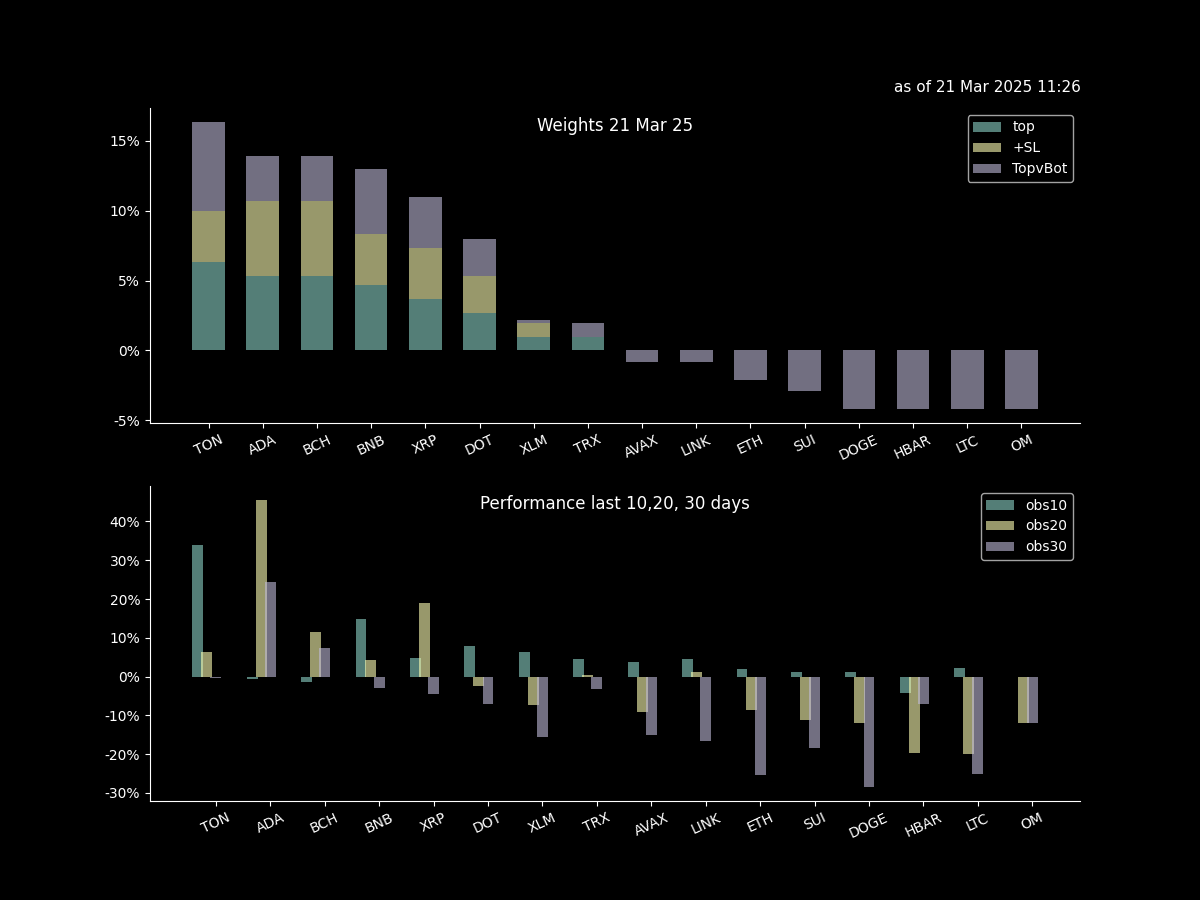 as of 21 Mar 2025 11:26
Weights 21 Mar 25
top
+SL
TopvBot
15%
10%
5%
0%
-5%
TON ADA BCH BNB XRP DOT XLM TRX AVAX LINK ETH SUI DOGE HBAR LTC OM
Performance last 10,20, 30 days
obs10
obs20
obs30
40%
30%
20%
10%
0%
-10%
-20%
-30%
TON ADA BCH BNB XRP DOT XLM TRX AVAX LINK ETH SUI DOGE HBAR LTC OM